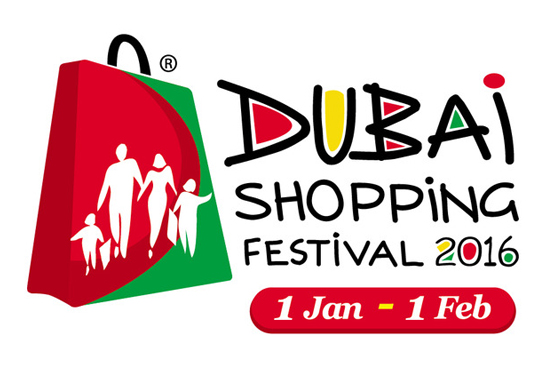 ®
DUBAi
SHOPPiNG
FESTIVAL 2016
1 Jan - 1 Feb